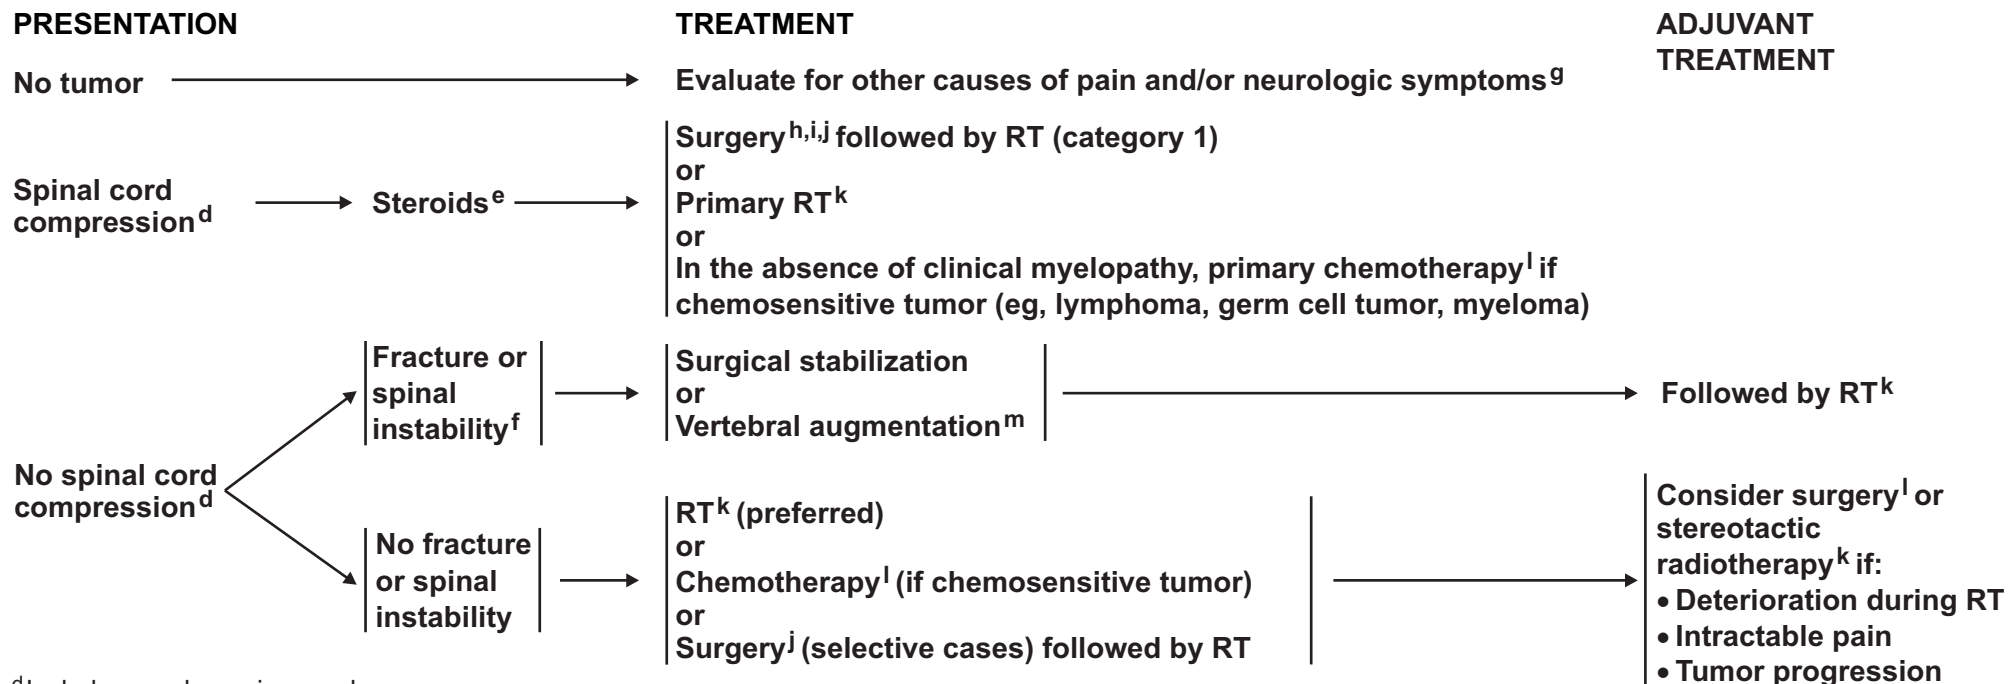 PRESENTATION
TREATMENT
ADJUVANT
TREATMENT
No tumor
Evaluate for other causes of pain and/or neurologic symptoms g
Spinal cord
compression d
Steroids e
Surgery h,i,j followed by RT (category 1)
or
Primary RT k
or
In the absence of clinical myelopathy, primary chemotherapy l if
chemosensitive tumor (eg, lymphoma, germ cell tumor, myeloma)
No spinal cord
compression d
Fracture or
spinal
instability f
Surgical stabilization
or
Vertebral augmentation m
Followed by RT k
No fracture
or spinal
instability
RT k (preferred)
or
Chemotherapy l (if chemosensitive tumor)
or
Surgery j (selective cases) followed by RT
Consider surgery l or
stereotactic
radiotherapy k if:
• Deterioration during RT
• Intractable pain
• Tumor progression